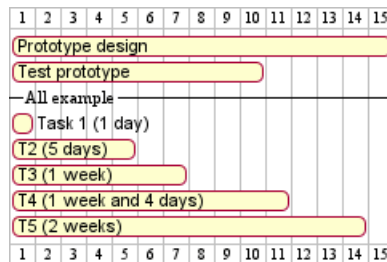 1 2 3 4 5 6 7 8 9 10 11 12 13 14 15
Prototype design
Test prototype
All example
Task 1 (1 day)
T2 (5 days)
T3 (1 week)
T4 (1 week and 4 days)
T5 (2 weeks)
1 2 3 4 5 6 7 8 9 10 11 12 13 14 15